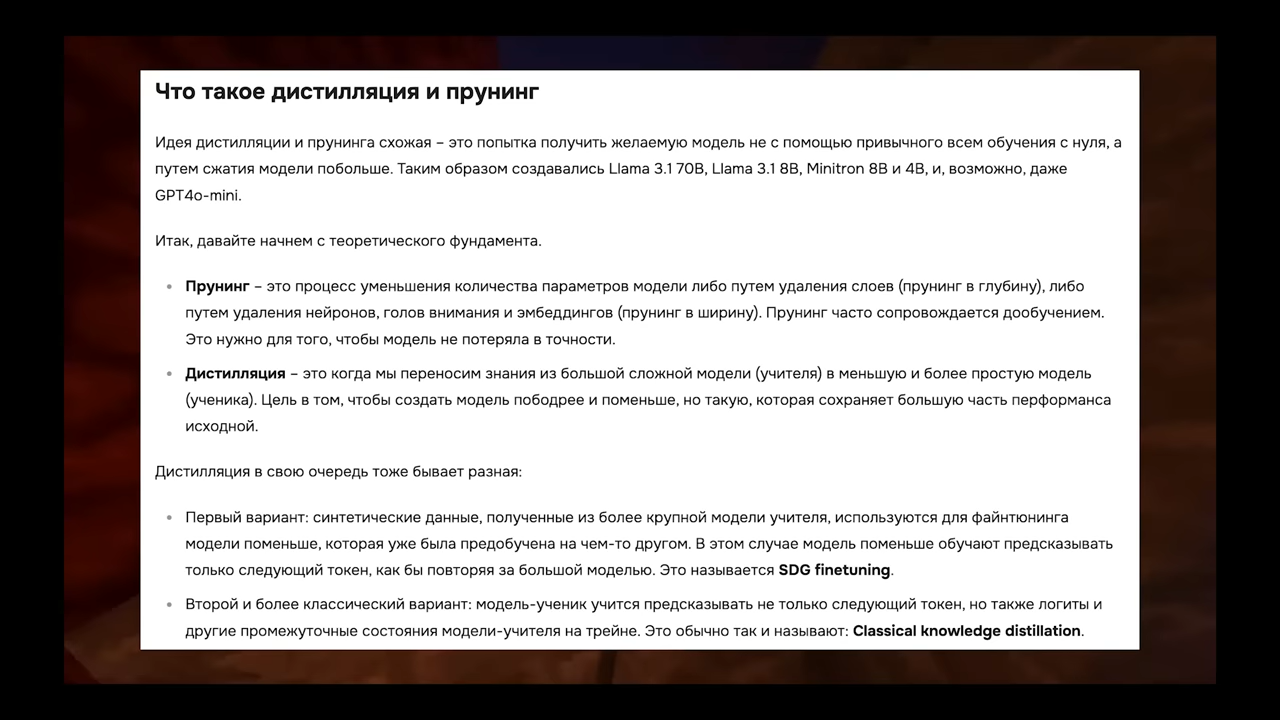 Что такое дистилляция и прунинг
Идея дистилляции и прунинга схожая – это попытка получить желаемую модель не с помощью привычного всем обучения с нуля, а
путем сжатия модели побольше. Таким образом создавались Llama 3.1 70B, Llama 3.1 8B, Minitron 8B и 4B, и, возможно, даже
GPT4o-mini.
Итак, давайте начнем с теоретического фундамента.
• Прунинг – это процесс уменьшения количества параметров модели либо путем удаления слоев (прунинг в глубину), либо
путем удаления нейронов, голов внимания и эмбеддингов (прунинг в ширину). Прунинг часто сопровождается дообучением.
Это нужно для того, чтобы модель не потеряла в точности.
• Дистилляция – это когда мы переносим знания из большой сложной модели (учителя) в меньшую и более простую модель
(ученика). Цель в том, чтобы создать модель пободрее и поменьше, но такую, которая сохраняет большую часть перформанса
исходной.
Дистилляция в свою очередь тоже бывает разная:
• Первый вариант: синтетические данные, полученные из более крупной модели учителя, используются для файнтюнинга
модели поменьше, которая уже была предобучена на чем-то другом. В этом случае модель поменьше обучают предсказывать
только следующий токен, как бы повторяя за большой моделью. Это называется SDG finetuning.
• Второй и более классический вариант: модель-ученик учится предсказывать не только следующий токен, но также логиты и
другие промежуточные состояния модели-учителя на трейне. Это обычно так и называют: Classical knowledge distillation.